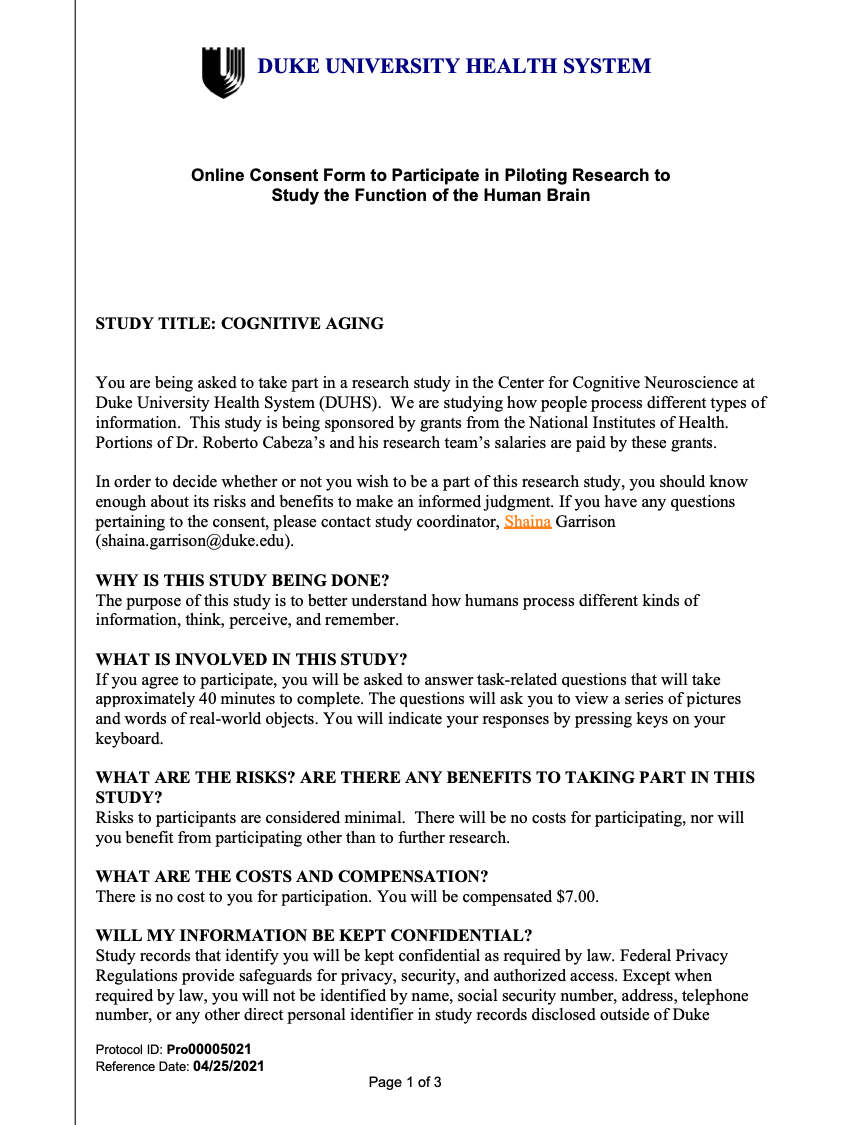 DUKE UNIVERSITY HEALTH SYSTEM
Online Consent Form to Participate in Piloting Research to
Study the Function of the Human Brain
STUDY TITLE: COGNITIVE AGING
You are being asked to take part in a research study in the Center for Cognitive Neuroscience at
Duke University Health System (DUHS).  We are studying how people process different types of
information.  This study is being sponsored by grants from the National Institutes of Health.
Portions of Dr. Roberto Cabeza’s and his research team’s salaries are paid by these grants.
In order to decide whether or not you wish to be a part of this research study, you should know
enough about its risks and benefits to make an informed judgment. If you have any questions
pertaining to the consent, please contact study coordinator, Shaina Garrison
(shaina.garrison@duke.edu).
WHY IS THIS STUDY BEING DONE?
The purpose of this study is to better understand how humans process different kinds of
information, think, perceive, and remember.
WHAT IS INVOLVED IN THIS STUDY?
If you agree to participate, you will be asked to answer task-related questions that will take
approximately 40 minutes to complete. The questions will ask you to view a series of pictures
and words of real-world objects. You will indicate your responses by pressing keys on your
keyboard.
WHAT ARE THE RISKS? ARE THERE ANY BENEFITS TO TAKING PART IN THIS
STUDY?
Risks to participants are considered minimal.  There will be no costs for participating, nor will
you benefit from participating other than to further research.
WHAT ARE THE COSTS AND COMPENSATION?
There is no cost to you for participation. You will be compensated $7.00.
WILL MY INFORMATION BE KEPT CONFIDENTIAL?
Study records that identify you will be kept confidential as required by law. Federal Privacy
Regulations provide safeguards for privacy, security, and authorized access. Except when
required by law, you will not be identified by name, social security number, address, telephone
number, or any other direct personal identifier in study records disclosed outside of Duke
Protocol ID: Pro00005021
Reference Date: 04/25/2021
Page 1 of 3